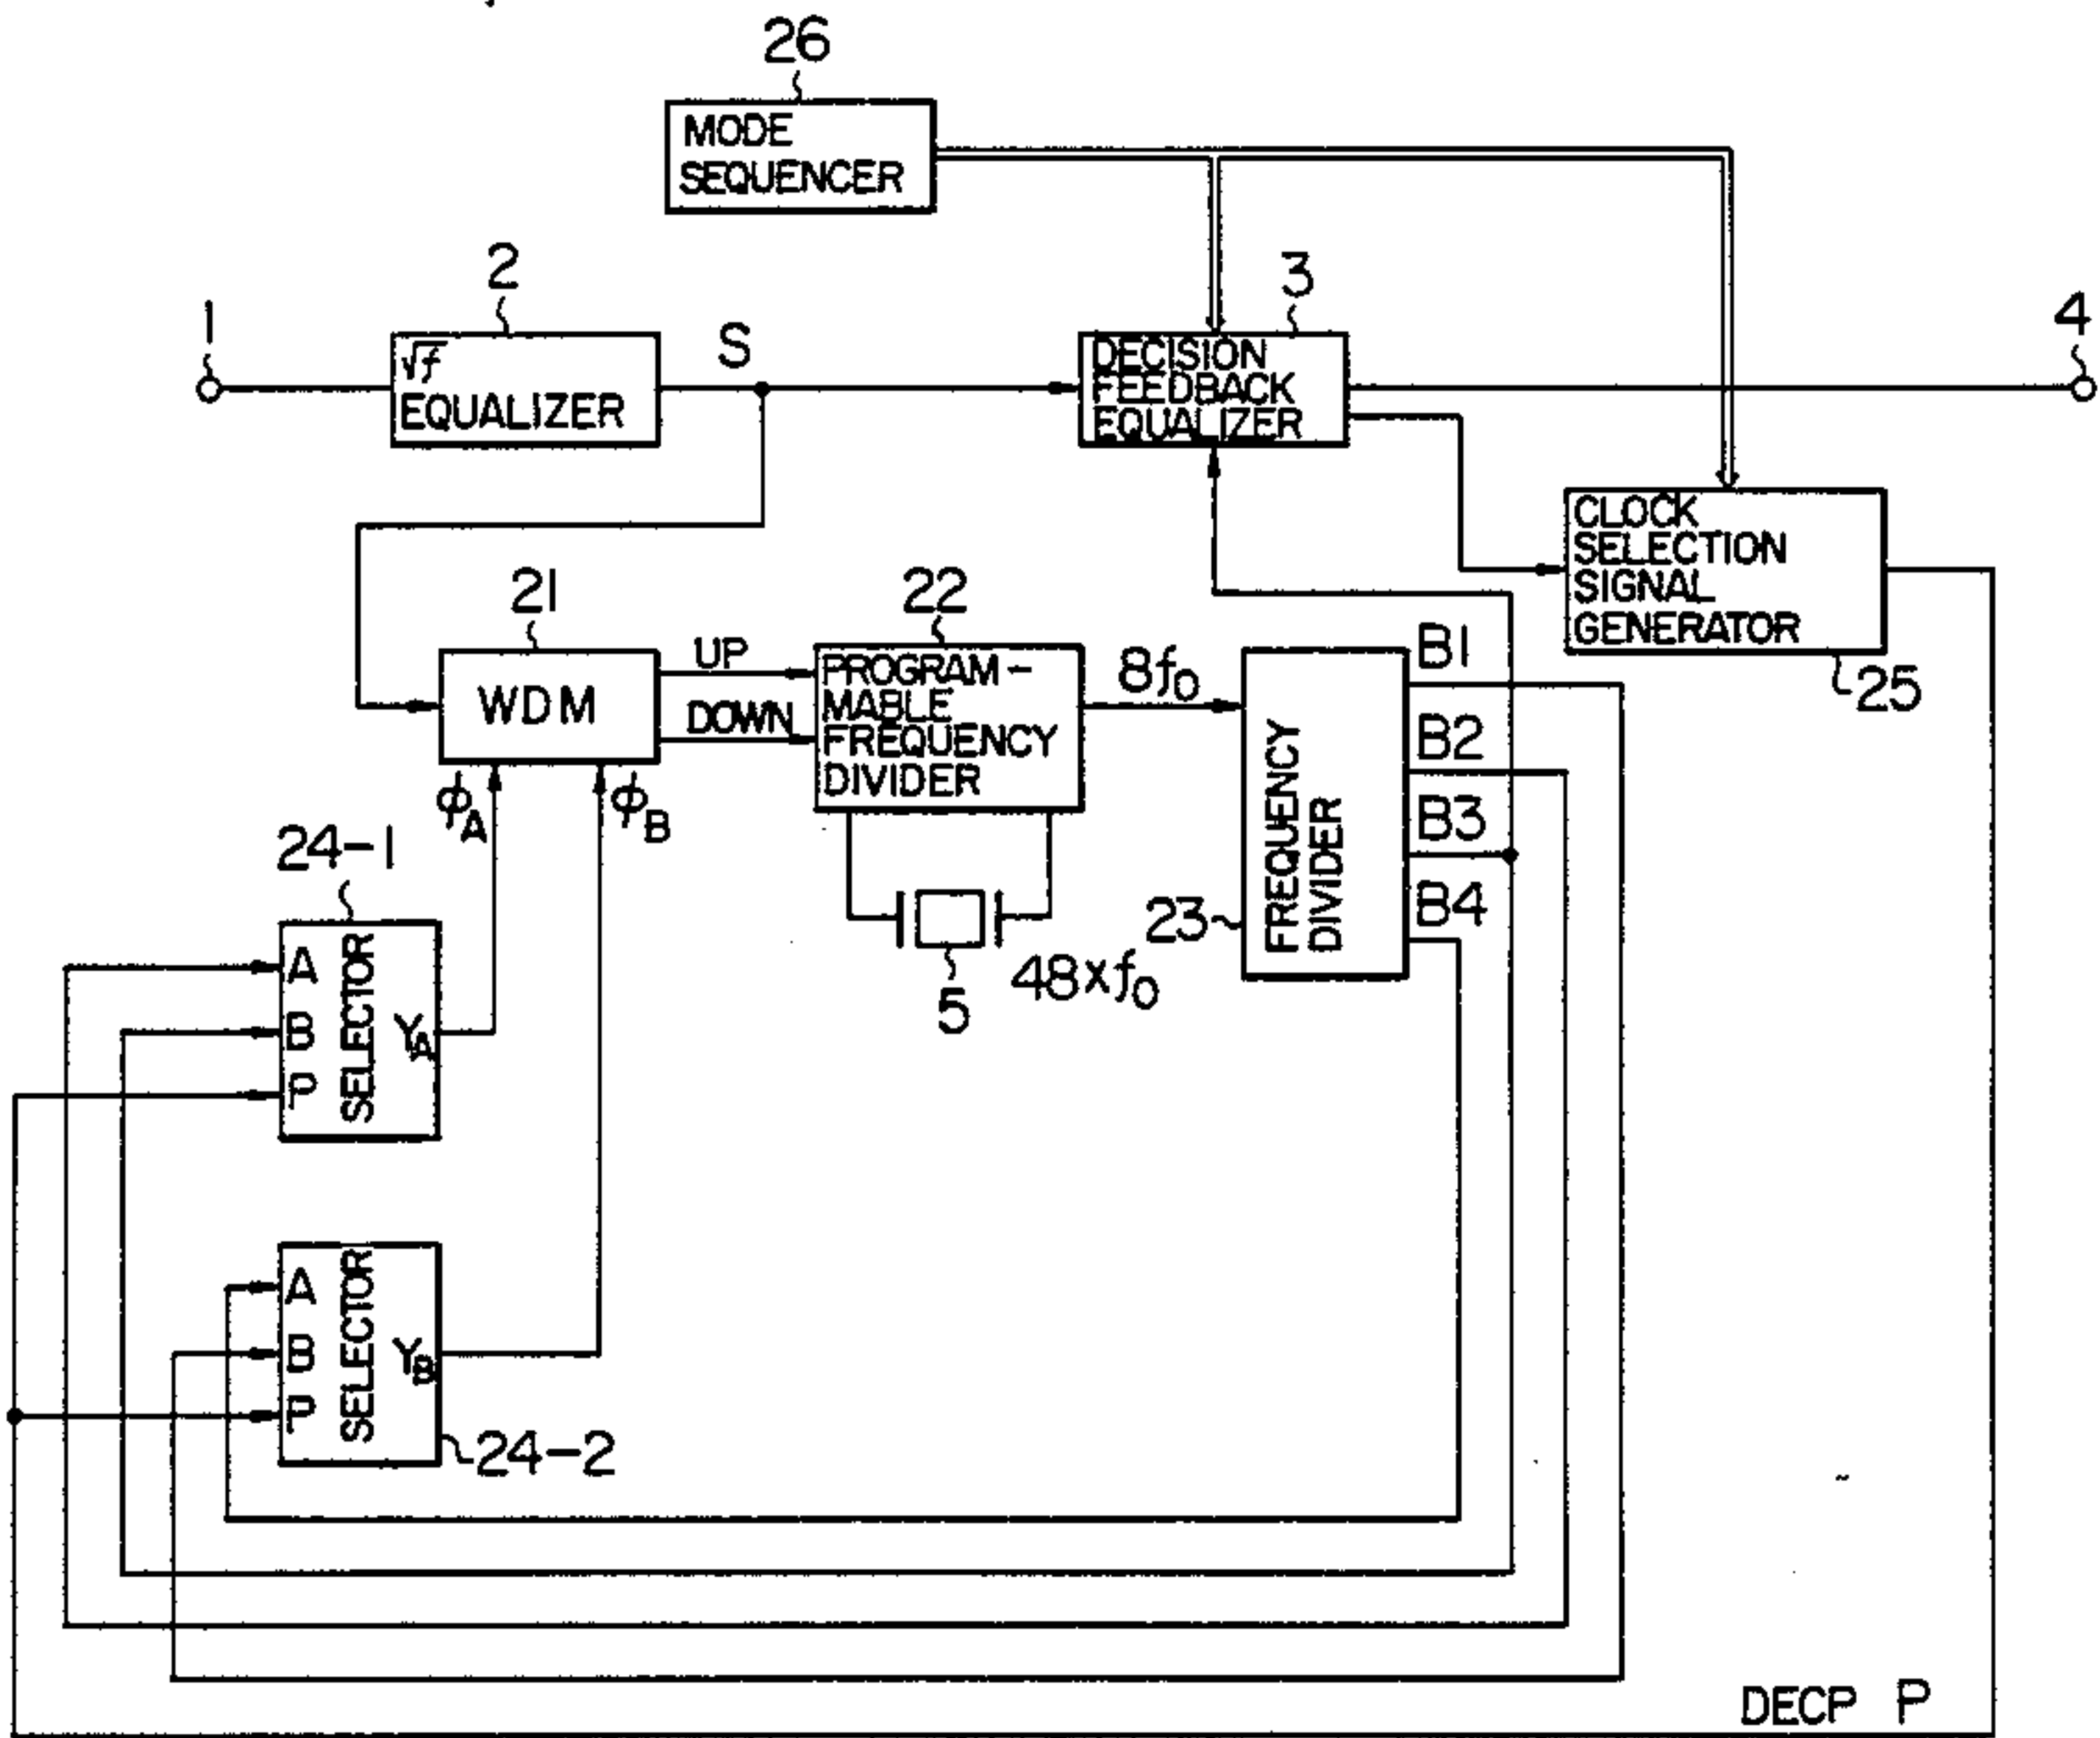 26
MODE
SEQUENCER
1
2
√f
EQUALIZER
S
3
DECISION
FEEDBACK
EQUALIZER
4
CLOCK
SELECTION
SIGNAL
GENERATOR
25
21
WDM
UP
DOWN
ϕA
ϕB
22
PROGRAM-
MABLE
FREQUENCY
DIVIDER
8f0
5
48xf0
23
FREQUENCY
DIVIDER
B1
B2
B3
B4
24-1
A
B
P
SELECTOR
YA
A
B
P
SELECTOR
YB
24-2
DECP P